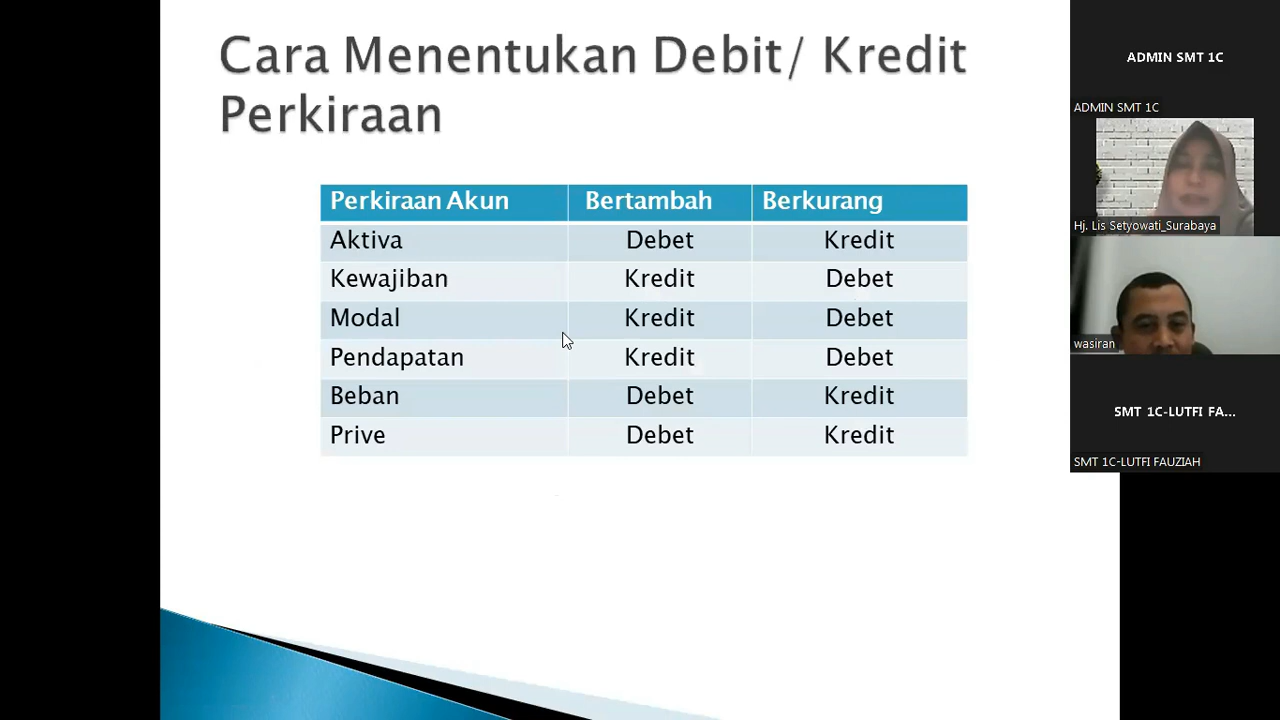 Cara Menentukan Debit/ Kredit
Perkiraan
Perkiraan Akun Bertambah Berkurang
Aktiva Debet Kredit
Kewajiban Kredit Debet
Modal Kredit Debet
Pendapatan Kredit Debet
Beban Debet Kredit
Prive Debet Kredit
ADMIN SMT 1C
ADMIN SMT 1C
Hj. Lis Setyowati_Surabaya
wasiran
SMT 1C-LUTFI FA...
SMT 1C-LUTFI FAUZIAH